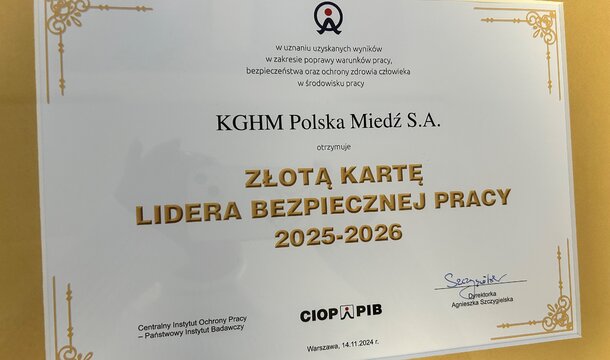 w uznaniu uzyskanych wyników
w zakresie poprawy warunków pracy,
bezpieczeństwa oraz ochrony zdrowia człowieka
w środowisku pracy
KGHM Polska Miedź S.A.
otrzymuje
ZŁOTĄ KARTĘ
LIDERA BEZPIECZNEJ PRACY
2025-2026
Szczygielska
Dyrektorka
Agnieszka Szczygielska
Centralny Instytut Ochrony Pracy
– Państwowy Instytut Badawczy
CIOP PIB
Warszawa, 14.11.2024 r.